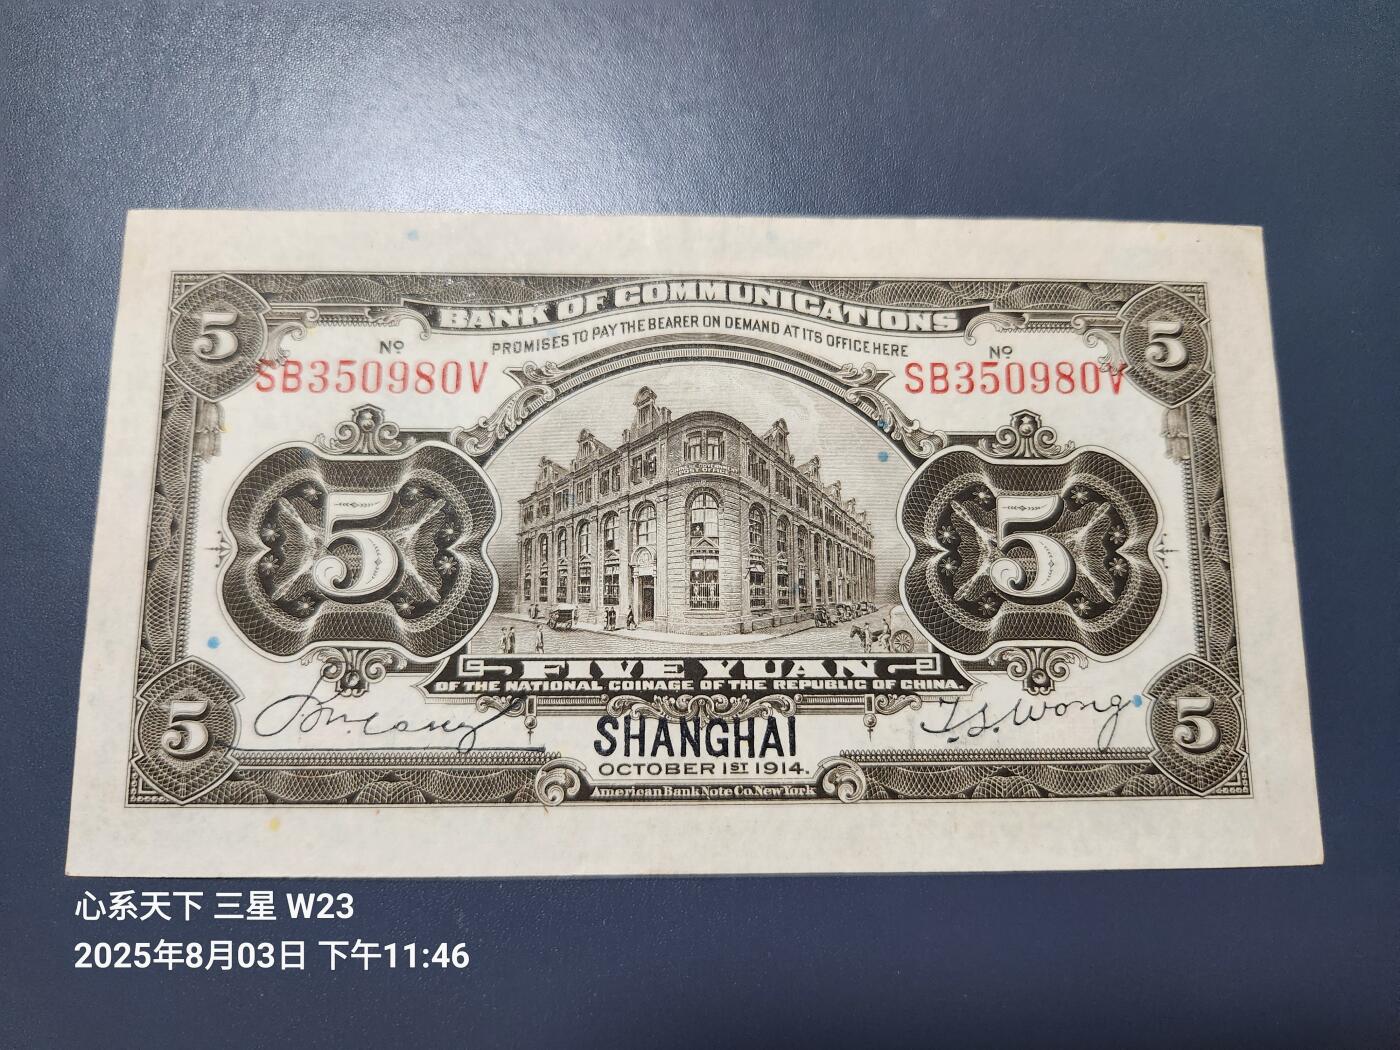 BANK OF COMMUNICATIONS
PROMISES TO PAY THE BEARER ON DEMAND AT ITS OFFICE HERE
5 5
Nº Nº
SB350980V SB350980V
5 5
FIVE YUAN
OF THE NATIONAL COINAGE OF THE REPUBLIC OF CHINA.
T.S.Wong
5 5
SHANGHAI
OCTOBER 1ST 1914.
American Bank Note Co. New York
心系天下 三星 W23
2025年8月03日 下午11:46